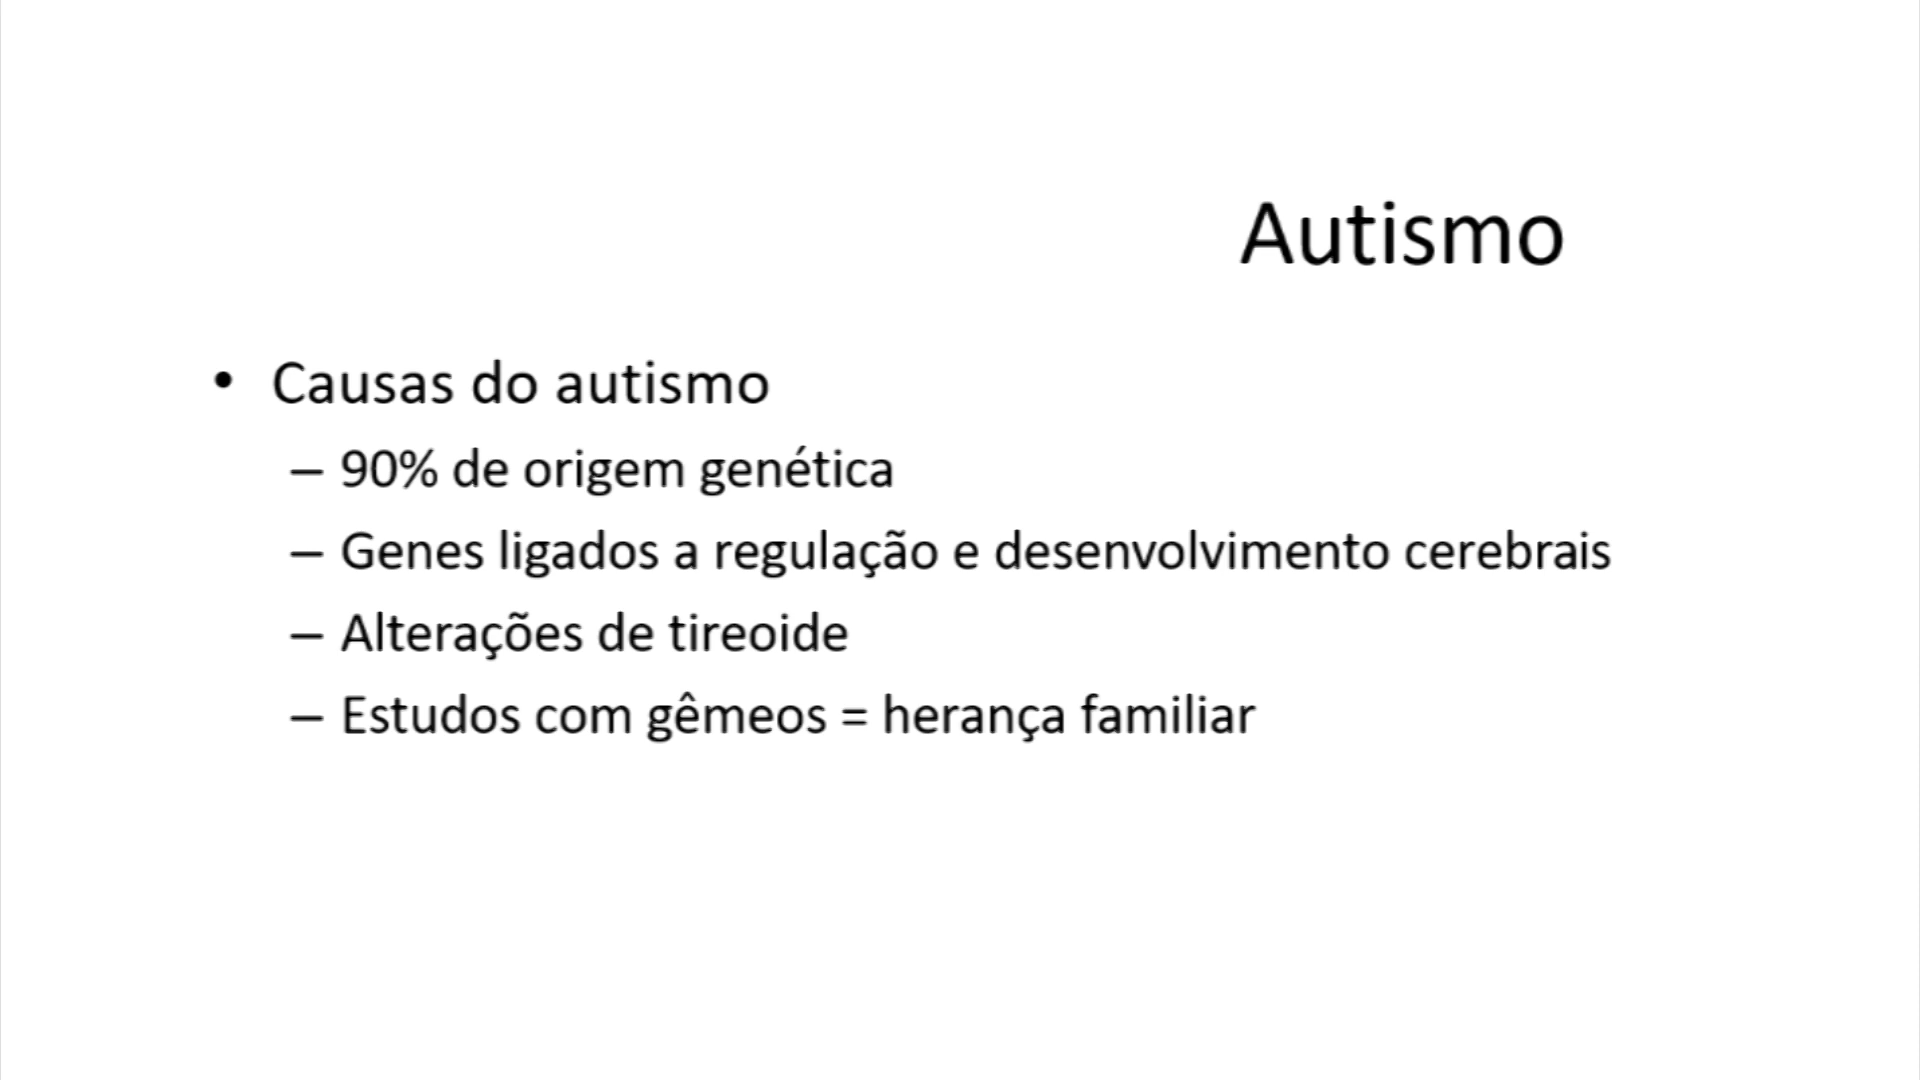 Autismo
• Causas do autismo
– 90% de origem genética
– Genes ligados a regulação e desenvolvimento cerebrais
– Alterações de tireoide
– Estudos com gêmeos = herança familiar